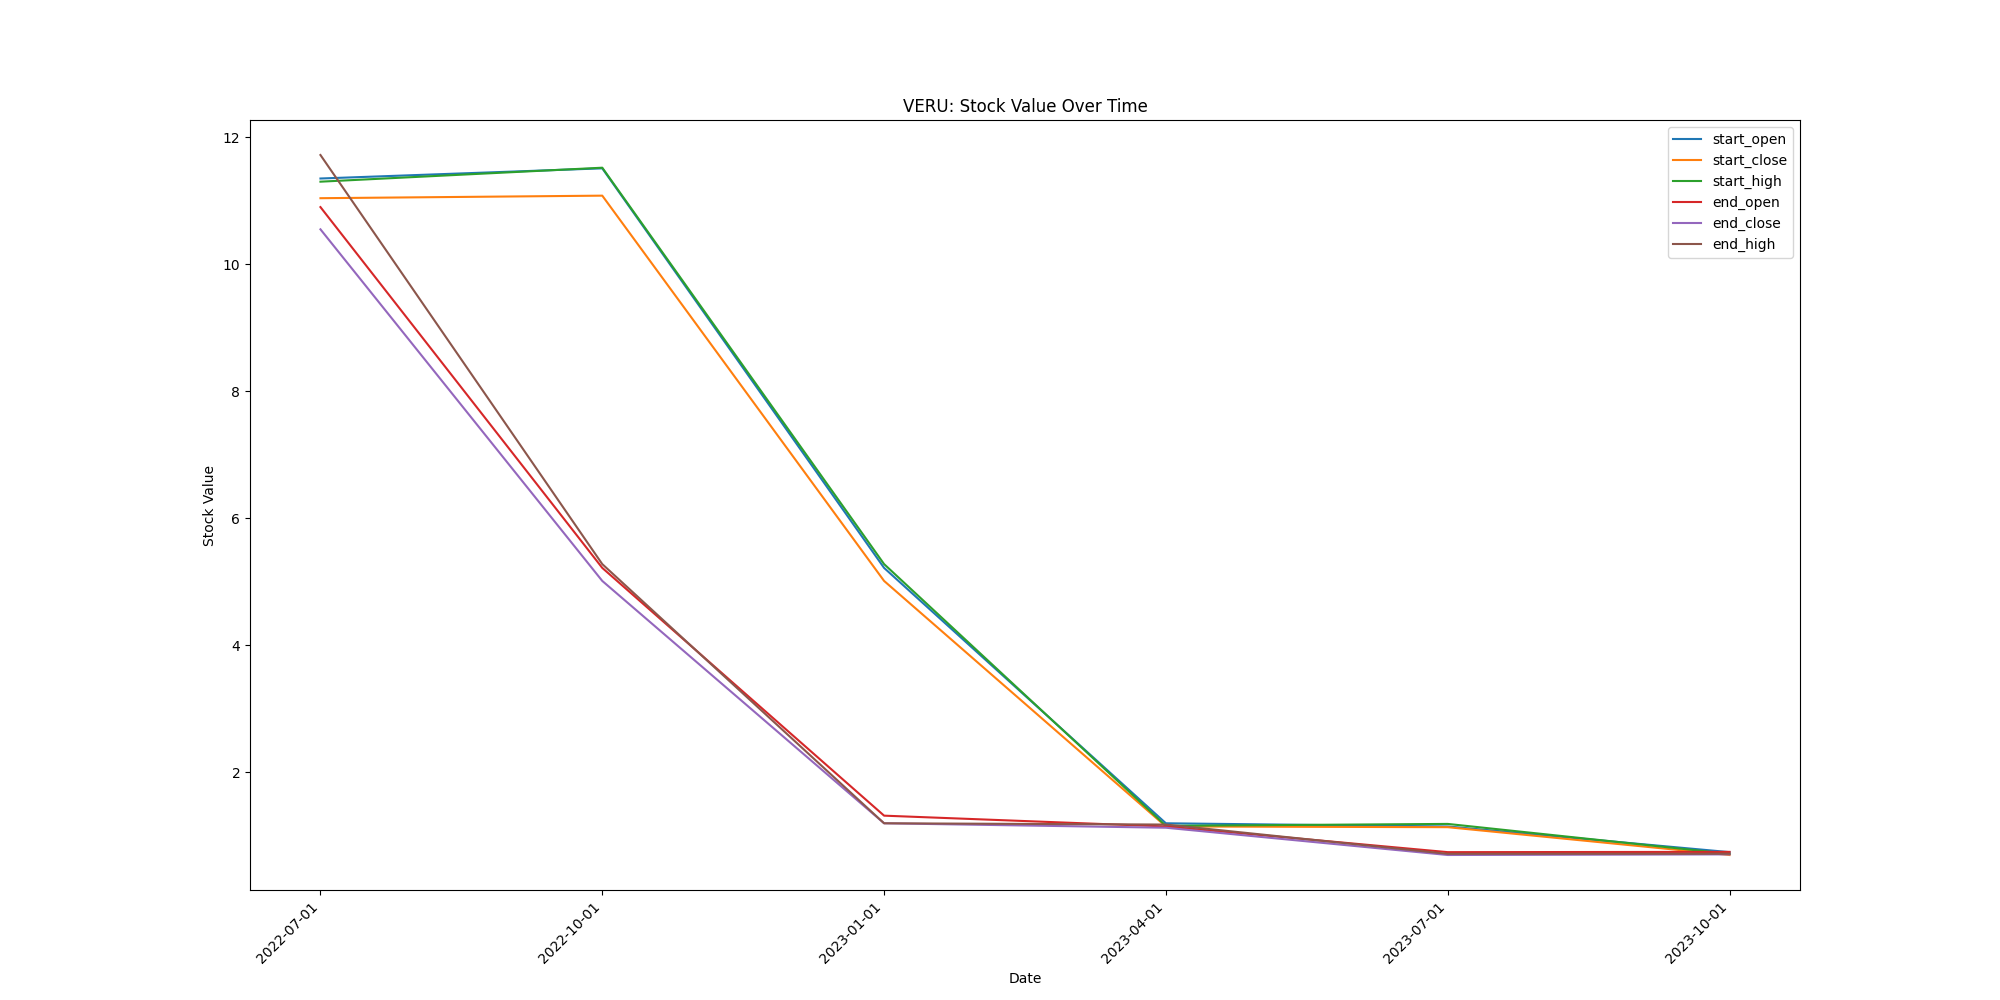 VERU: Stock Value Over Time
12
10
8
6
4
2
Stock Value
start_open
start_close
start_high
end_open
end_close
end_high
2022-07-01
2022-10-01
2023-01-01
2023-04-01
2023-07-01
2023-10-01
Date